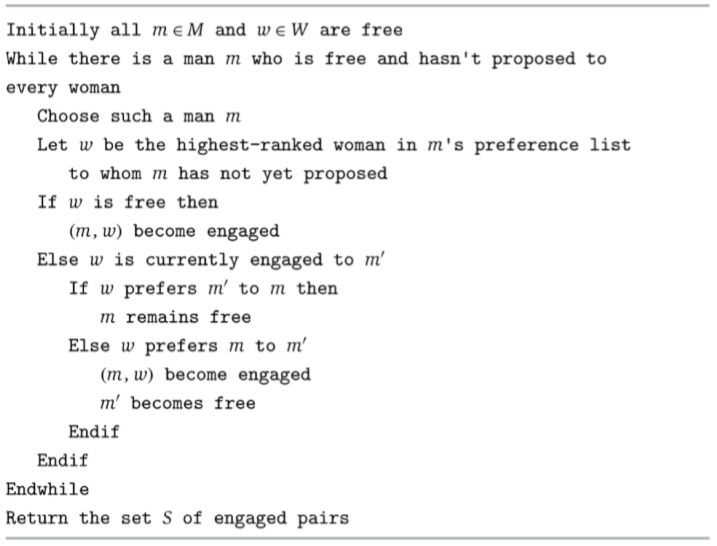 Initially all m ∈ M and w ∈ W are free
While there is a man m who is free and hasn't proposed to
every woman
Choose such a man m
Let w be the highest-ranked woman in m's preference list
to whom m has not yet proposed
If w is free then
(m, w) become engaged
Else w is currently engaged to m′
If w prefers m′ to m then
m remains free
Else w prefers m to m′
(m, w) become engaged
m′ becomes free
Endif
Endif
Endwhile
Return the set S of engaged pairs